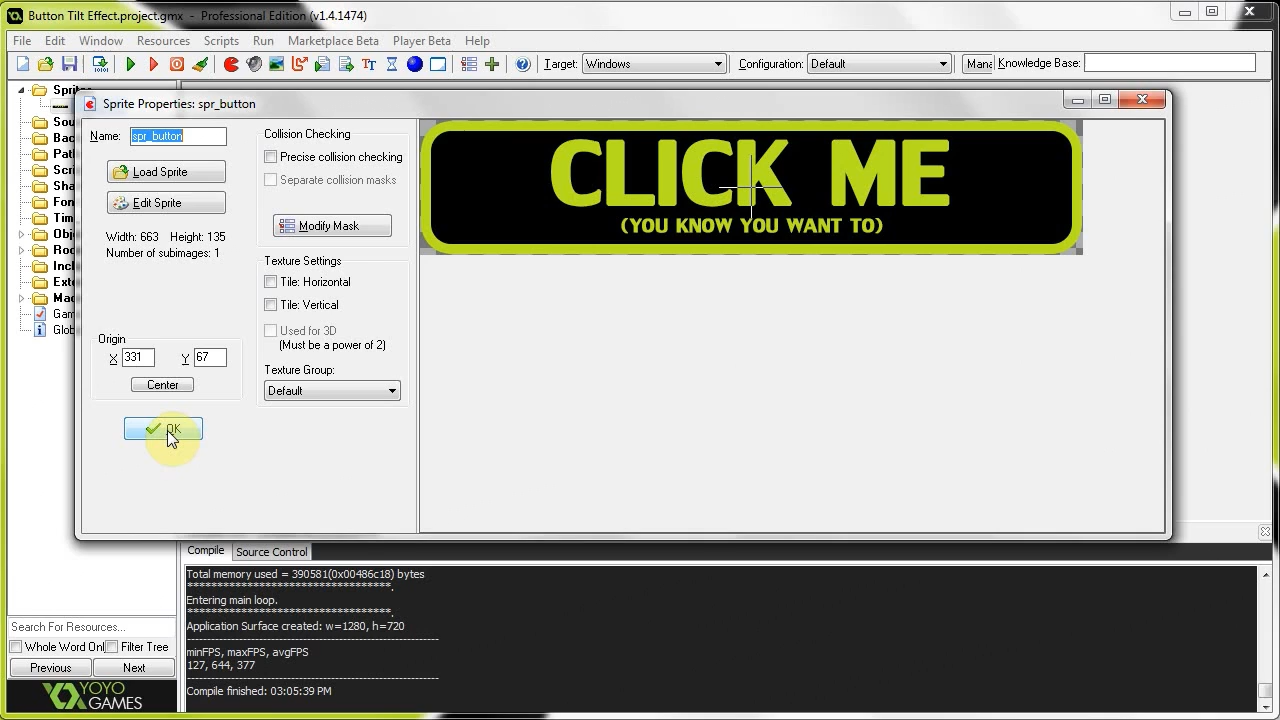 Button Tilt Effect.project.gmx - Professional Edition (v1.4.1474)
File Edit Window Resources Scripts Run Marketplace Beta Player Beta Help
Target: Windows Configuration: Default Mana Knowledge Base:
Sprite Properties: spr_button
Name: spr_button
Load Sprite
Edit Sprite
Width: 663 Height: 135
Number of subimages: 1
Origin
X 331 Y 67
Center
OK
Collision Checking
Precise collision checking
Separate collision masks
Modify Mask
Texture Settings
Tile: Horizontal
Tile: Vertical
Used for 3D
(Must be a power of 2)
Texture Group:
Default
CLICK ME
(YOU KNOW YOU WANT TO)
Compile Source Control
Total memory used = 390581(0x00486c18) bytes
***********************************.
Entering main loop.
***********************************.
Application Surface created: w=1280, h=720
minFPS, maxFPS, avgFPS
127, 644, 377
Compile finished: 03:05:39 PM
Search For Resources...
Whole Word Onl Filter Tree
Previous Next
YOYO
GAMES